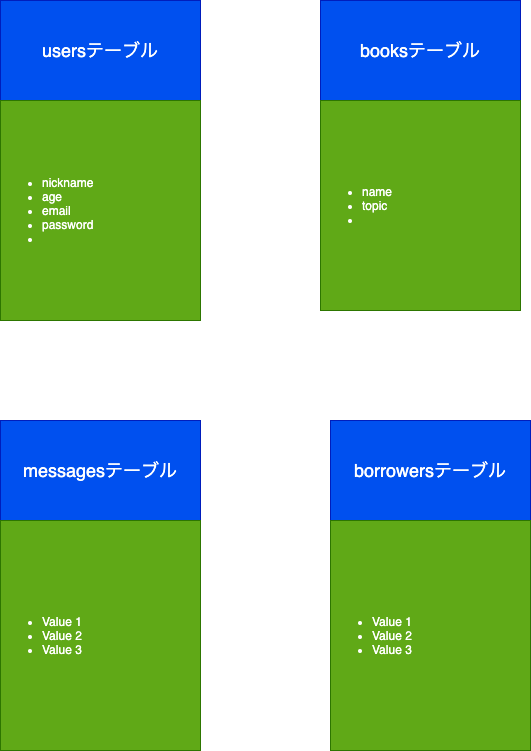 usersテーブル
nickname
age
email
password
booksテーブル
name
topic
messagesテーブル
Value 1
Value 2
Value 3
borrowersテーブル
Value 1
Value 2
Value 3